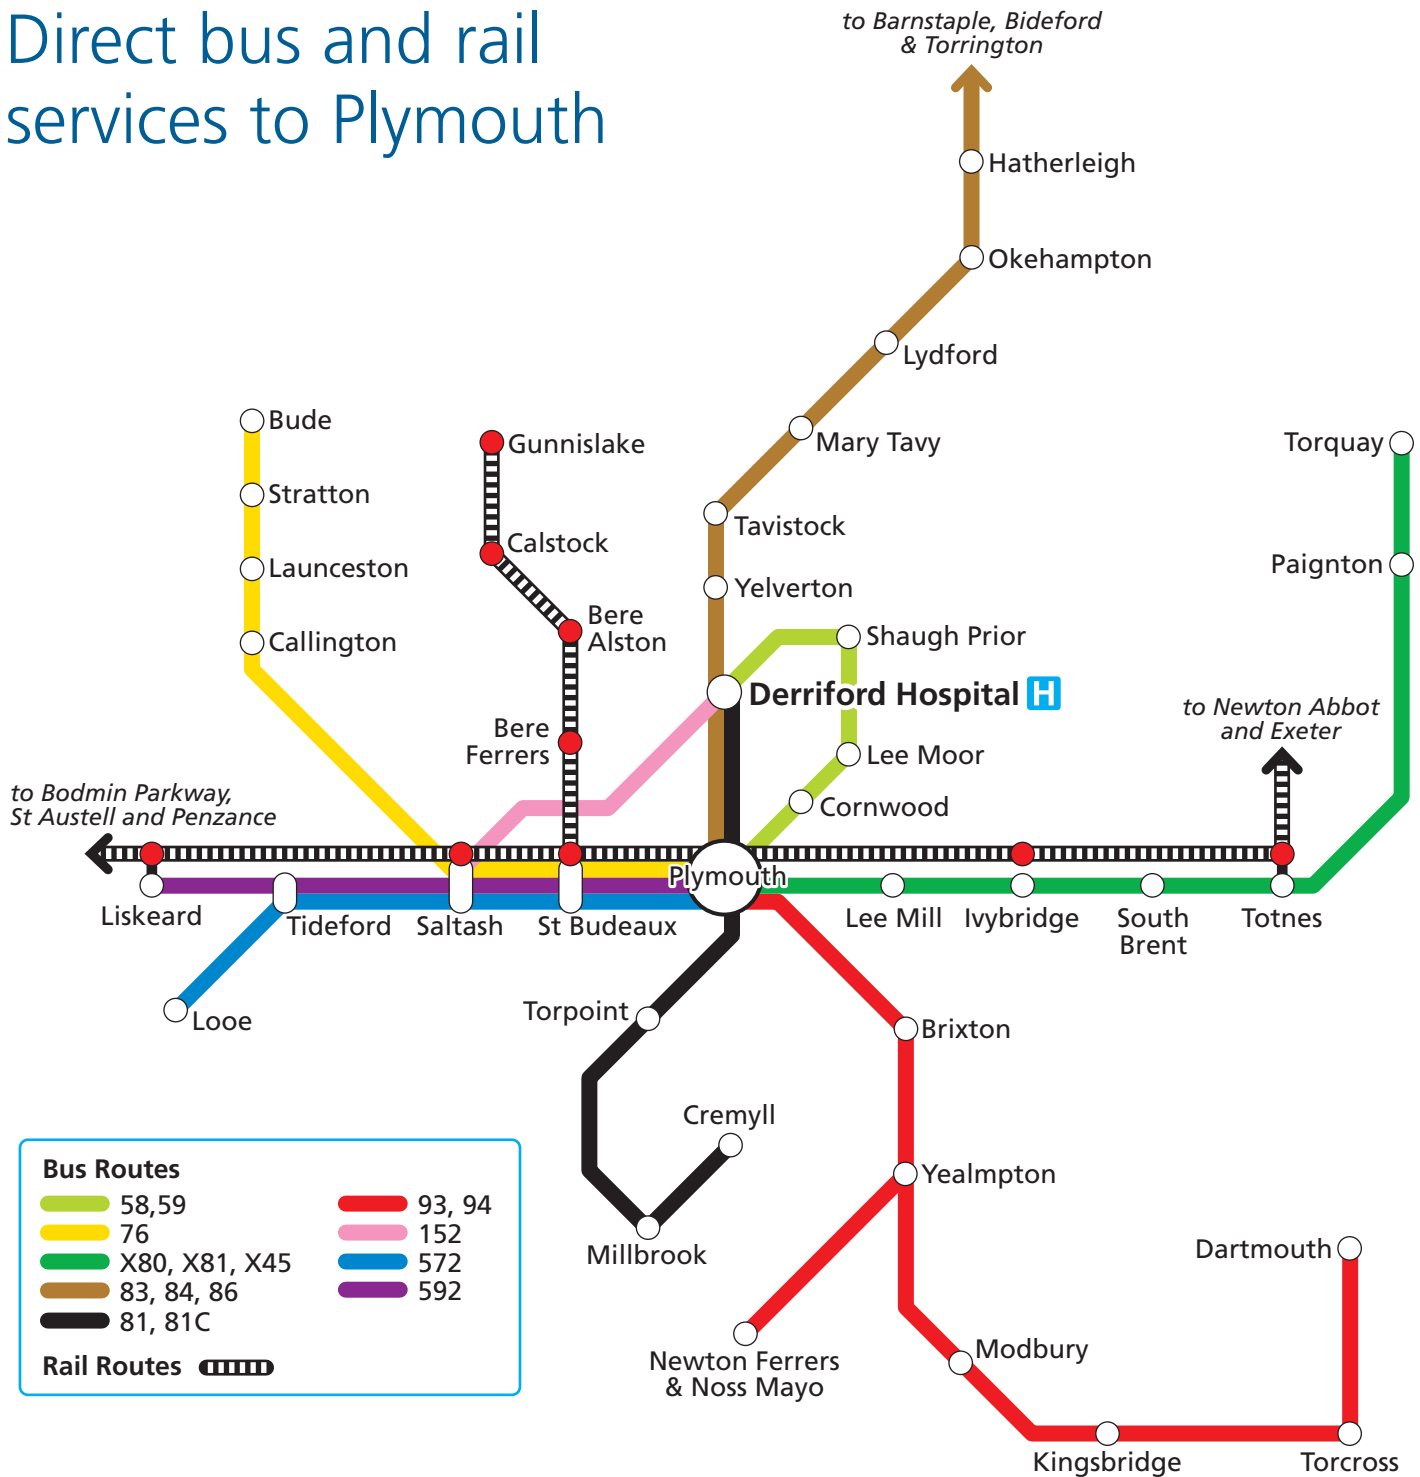 Direct bus and rail
services to Plymouth
to Barnstaple, Bideford
& Torrington
Hatherleigh
Okehampton
Lydford
Mary Tavy
Tavistock
Yelverton
Bude
Stratton
Launceston
Callington
Gunnislake
Calstock
Bere
Alston
Bere
Ferrers
Shaugh Prior
Derriford Hospital H
Lee Moor
Cornwood
Torquay
Paignton
to Newton Abbot
and Exeter
to Bodmin Parkway,
St Austell and Penzance
Plymouth
Liskeard
Tideford
Saltash
St Budeaux
Lee Mill
Ivybridge
South
Brent
Totnes
Looe
Torpoint
Cremyll
Millbrook
Brixton
Yealmpton
Newton Ferrers
& Noss Mayo
Modbury
Kingsbridge
Torcross
Dartmouth
Bus Routes
58,59
76
X80, X81, X45
83, 84, 86
81, 81C
93, 94
152
572
592
Rail Routes